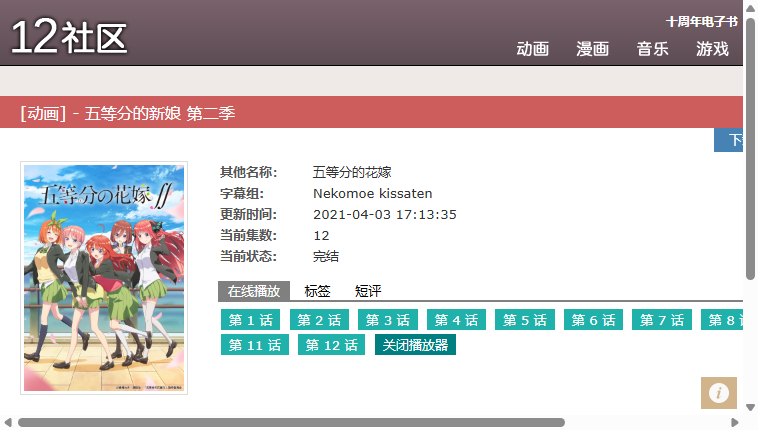 12社区
十周年电子书
动画 漫画 音乐 游戏
[动画] - 五等分的新娘 第二季
五等分の花嫁 ∬
其他名称: 五等分的花嫁
字幕组: Nekomoe kissaten
更新时间: 2021-04-03 17:13:35
当前集数: 12
当前状态: 完结
在线播放 标签 短评
第 1 话 第 2 话 第 3 话 第 4 话 第 5 话 第 6 话 第 7 话 第 8
第 11 话 第 12 话 关闭播放器